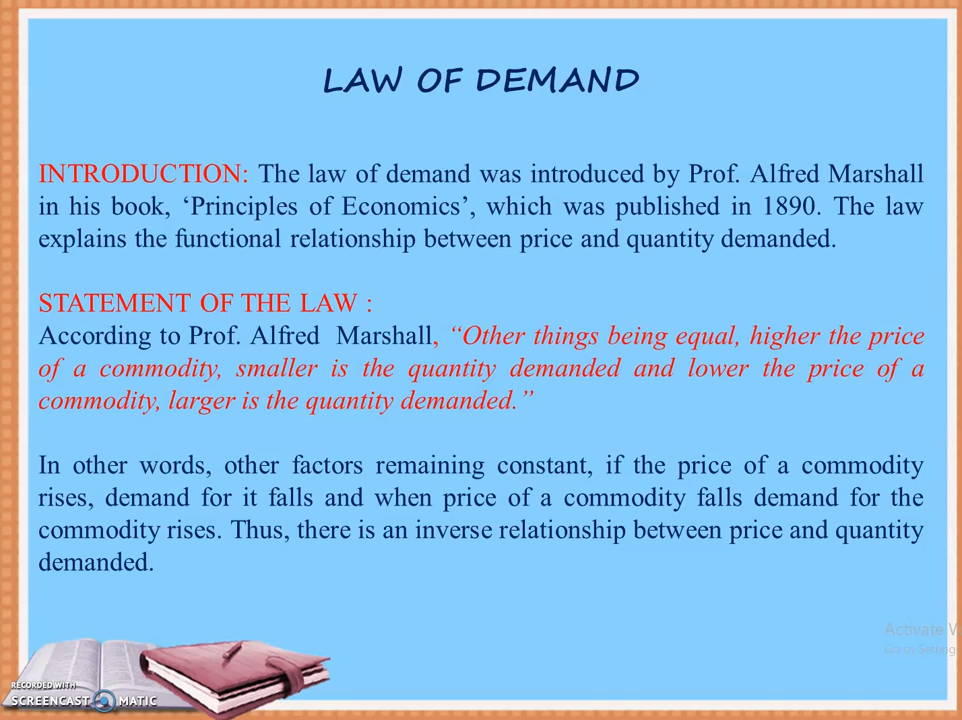 LAW OF DEMAND
INTRODUCTION: The law of demand was introduced by Prof. Alfred Marshall
in his book, ‘Principles of Economics’, which was published in 1890. The law
explains the functional relationship between price and quantity demanded.
STATEMENT OF THE LAW :
According to Prof. Alfred Marshall, “Other things being equal, higher the price
of a commodity, smaller is the quantity demanded and lower the price of a
commodity, larger is the quantity demanded.”
In other words, other factors remaining constant, if the price of a commodity
rises, demand for it falls and when price of a commodity falls demand for the
commodity rises. Thus, there is an inverse relationship between price and quantity
demanded.
Activate W
Go to Setting
RECORDED WITH
SCREENCAST MATIC